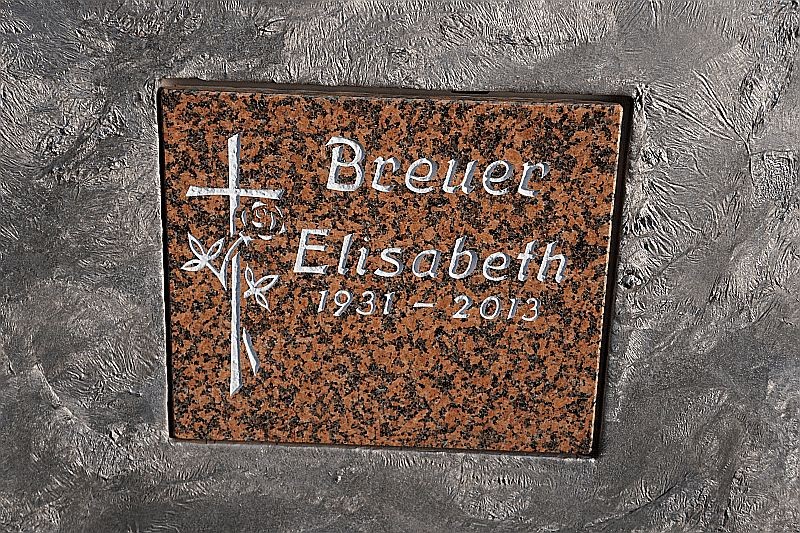 Breuer
Elisabeth
1931 – 2013